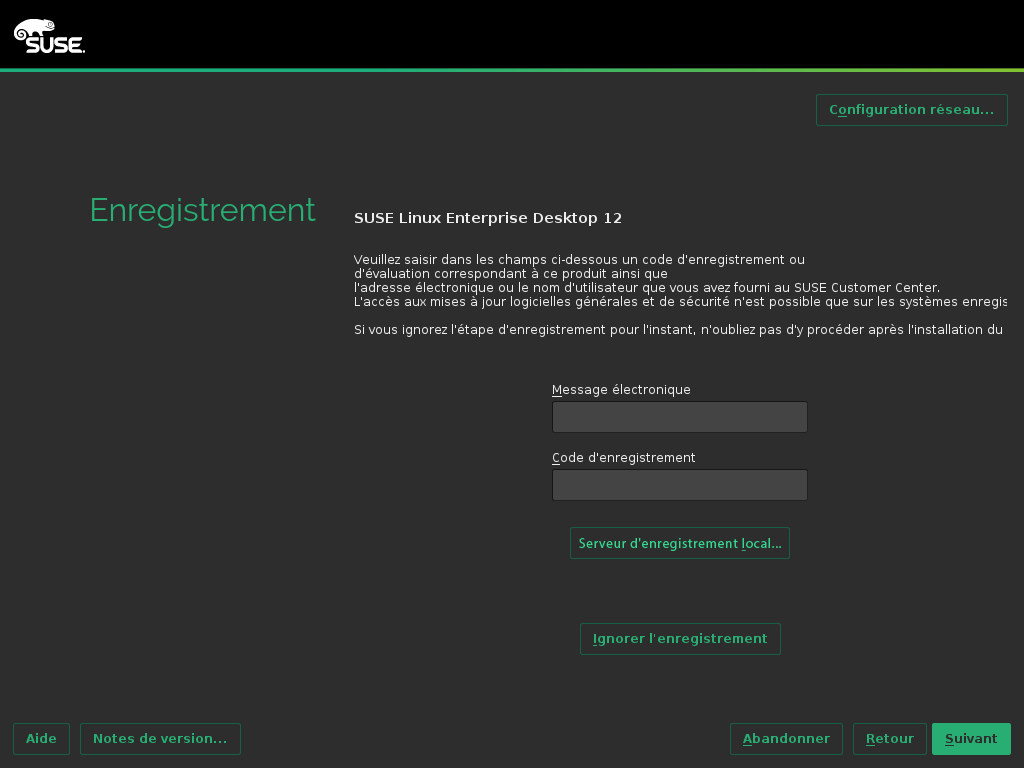 SUSE
Configuration réseau...
Enregistrement
SUSE Linux Enterprise Desktop 12
Veuillez saisir dans les champs ci-dessous un code d'enregistrement ou
d'évaluation correspondant à ce produit ainsi que
l'adresse électronique ou le nom d'utilisateur que vous avez fourni au SUSE Customer Center.
L'accès aux mises à jour logicielles générales et de sécurité n'est possible que sur les systèmes enregis
Si vous ignorez l'étape d'enregistrement pour l'instant, n'oubliez pas d'y procéder après l'installation du
Message électronique
Code d'enregistrement
Serveur d'enregistrement local...
Ignorer l'enregistrement
Aide
Notes de version...
Abandonner
Retour
Suivant